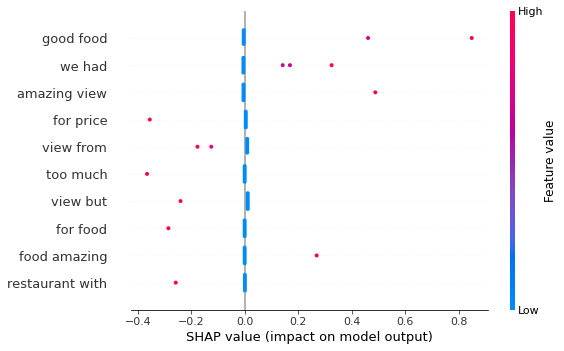 High
good food
we had
amazing view
for price
view from
too much
view but
for food
food amazing
restaurant with
Low
Feature value
−0.4 −0.2 0.0 0.2 0.4 0.6 0.8
SHAP value (impact on model output)